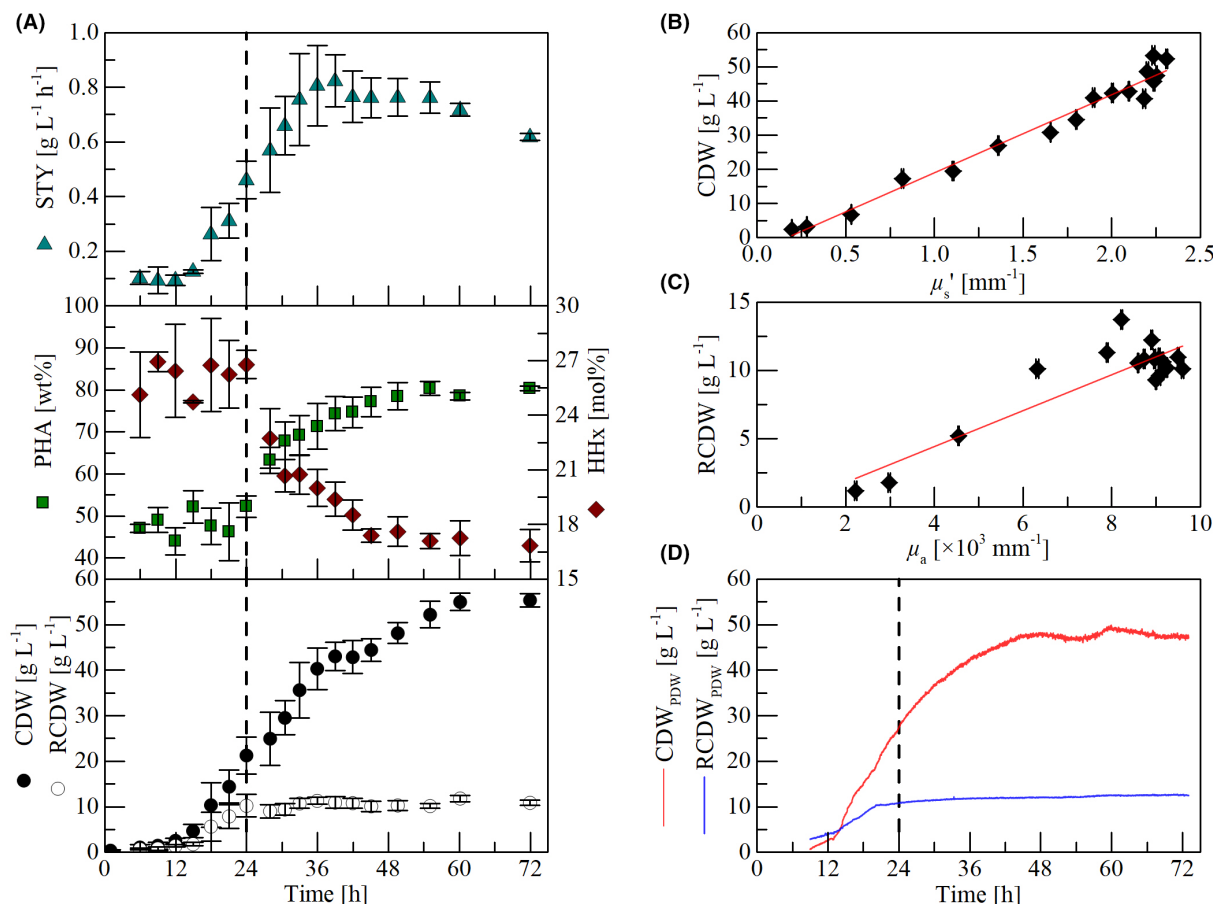 (A)
STY [g L⁻¹ h⁻¹]
1.0
0.8
0.6
0.4
0.2
PHA [wt%]
100
90
80
70
60
50
40
HHx [mol%]
30
27
24
21
18
15
CDW [g L⁻¹]
RCDW [g L⁻¹]
60
50
40
30
20
10
0
0 12 24 36 48 60 72
Time [h]
(B)
CDW [g L⁻¹]
60
50
40
30
20
10
0
0.0 0.5 1.0 1.5 2.0 2.5
μs' [mm⁻¹]
(C)
RCDW [g L⁻¹]
15
10
5
0
0 2 4 6 8 10
μa [×10³ mm⁻¹]
(D)
CDW_PDW [g L⁻¹]
RCDW_PDW [g L⁻¹]
60
50
40
30
20
10
0
12 24 36 48 60 72
Time [h]